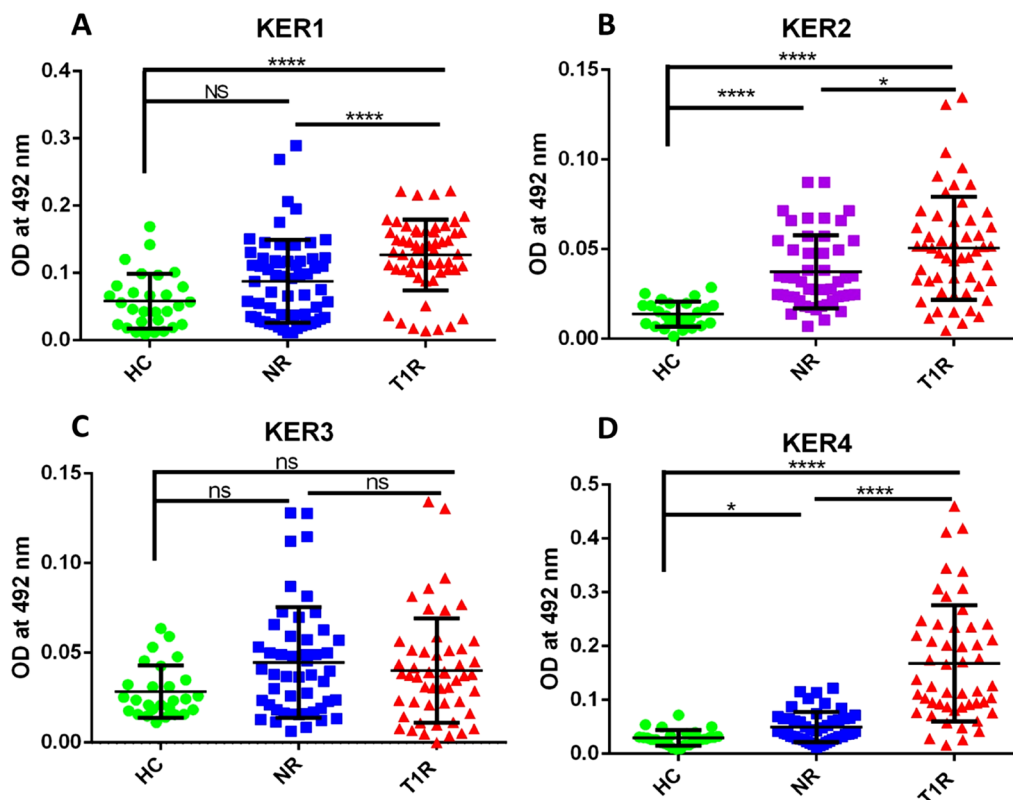 A
KER1
OD at 492 nm
0.4
0.3
0.2
0.1
0.0
****
NS
****
HC
NR
T1R
B
KER2
OD at 492 nm
0.15
0.10
0.05
0.00
****
****
*
HC
NR
T1R
C
KER3
OD at 492 nm
0.15
0.10
0.05
0.00
ns
ns
ns
HC
NR
T1R
D
KER4
OD at 492 nm
0.5
0.4
0.3
0.2
0.1
0.0
****
*
****
HC
NR
T1R